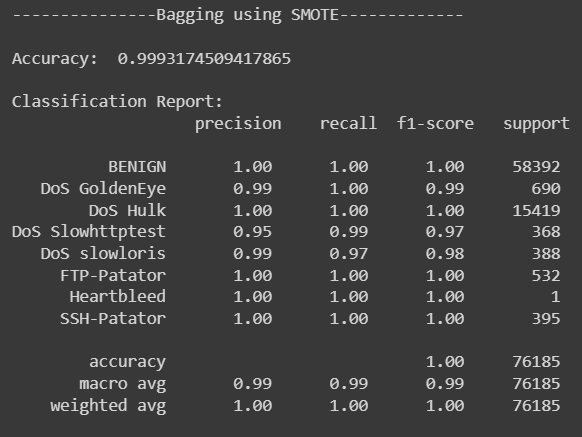 ---------------Bagging using SMOTE-------------
Accuracy:  0.9993174509417865
Classification Report:
                  precision    recall  f1-score   support
          BENIGN       1.00      1.00      1.00     58392
   DoS GoldenEye       0.99      1.00      0.99       690
        DoS Hulk       1.00      1.00      1.00     15419
DoS Slowhttptest       0.95      0.99      0.97       368
   DoS slowloris       0.99      0.97      0.98       388
     FTP-Patator       1.00      1.00      1.00       532
      Heartbleed       1.00      1.00      1.00         1
     SSH-Patator       1.00      1.00      1.00       395
        accuracy                           1.00     76185
       macro avg       0.99      0.99      0.99     76185
    weighted avg       1.00      1.00      1.00     76185